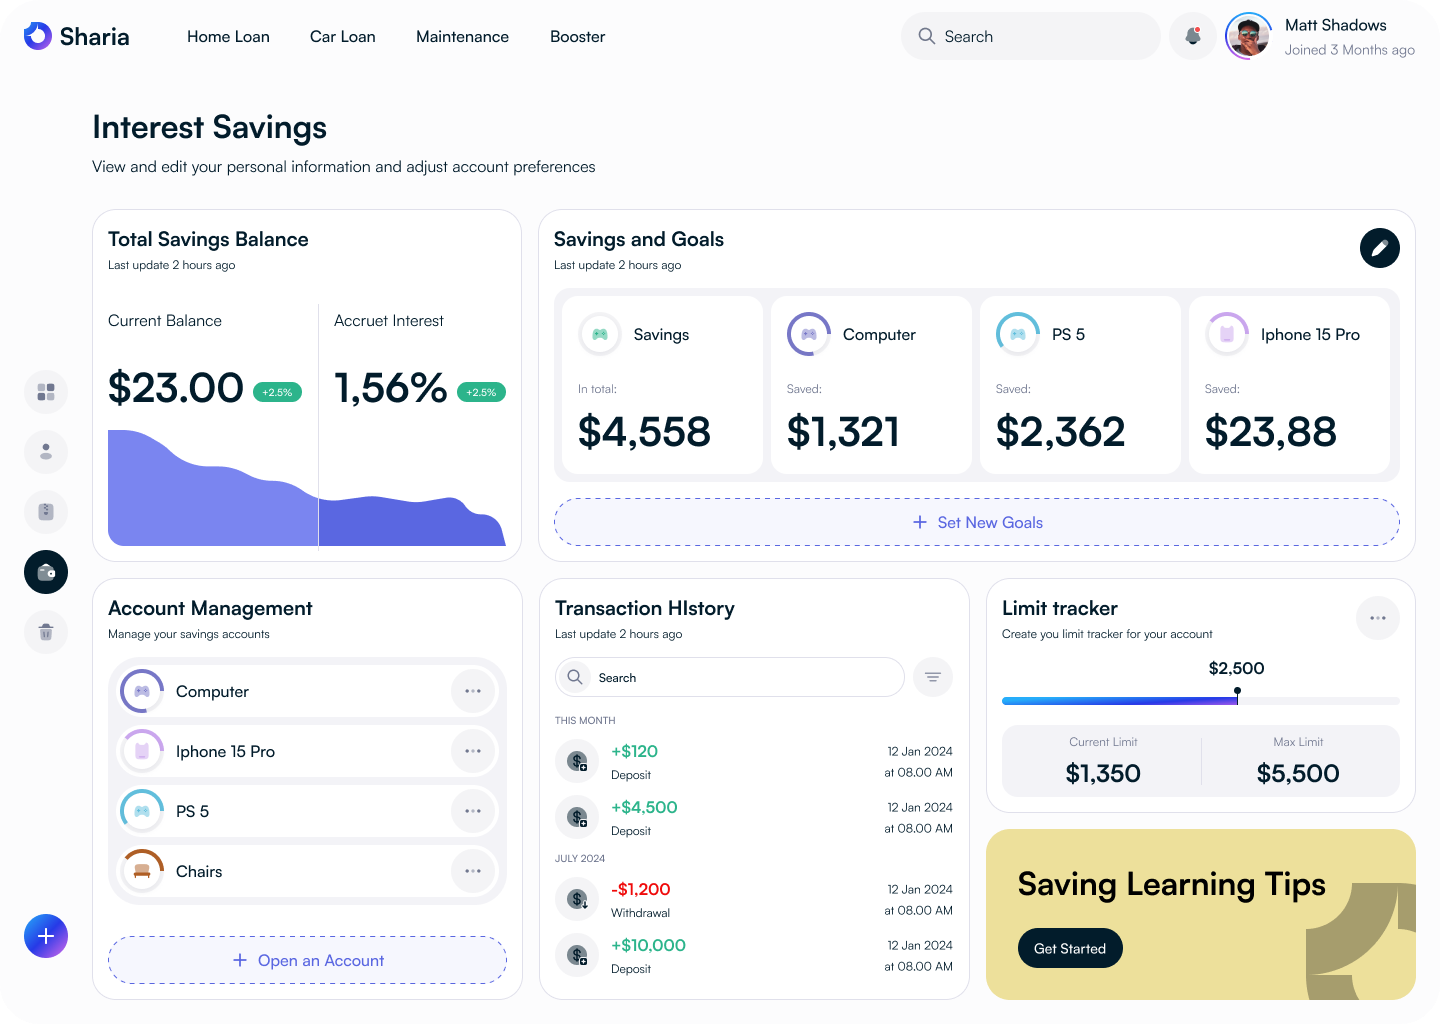 Sharia
Home Loan
Car Loan
Maintenance
Booster
Search
Matt Shadows
Joined 3 Months ago
Interest Savings
View and edit your personal information and adjust account preferences
Total Savings Balance
Last update 2 hours ago
Current Balance
$23.00
+2.5%
Accruet Interest
1,56%
+2.5%
Savings and Goals
Last update 2 hours ago
Savings
In total:
$4,558
Computer
Saved:
$1,321
PS 5
Saved:
$2,362
Iphone 15 Pro
Saved:
$23,88
Set New Goals
Account Management
Manage your savings accounts
Computer
Iphone 15 Pro
PS 5
Chairs
Open an Account
Transaction HIstory
Last update 2 hours ago
Search
THIS MONTH
+$120
Deposit
12 Jan 2024
at 08.00 AM
+$4,500
Deposit
12 Jan 2024
at 08.00 AM
JULY 2024
-$1,200
Withdrawal
12 Jan 2024
at 08.00 AM
+$10,000
Deposit
12 Jan 2024
at 08.00 AM
Limit tracker
Create you limit tracker for your account
$2,500
Current Limit
$1,350
Max Limit
$5,500
Saving Learning Tips
Get Started